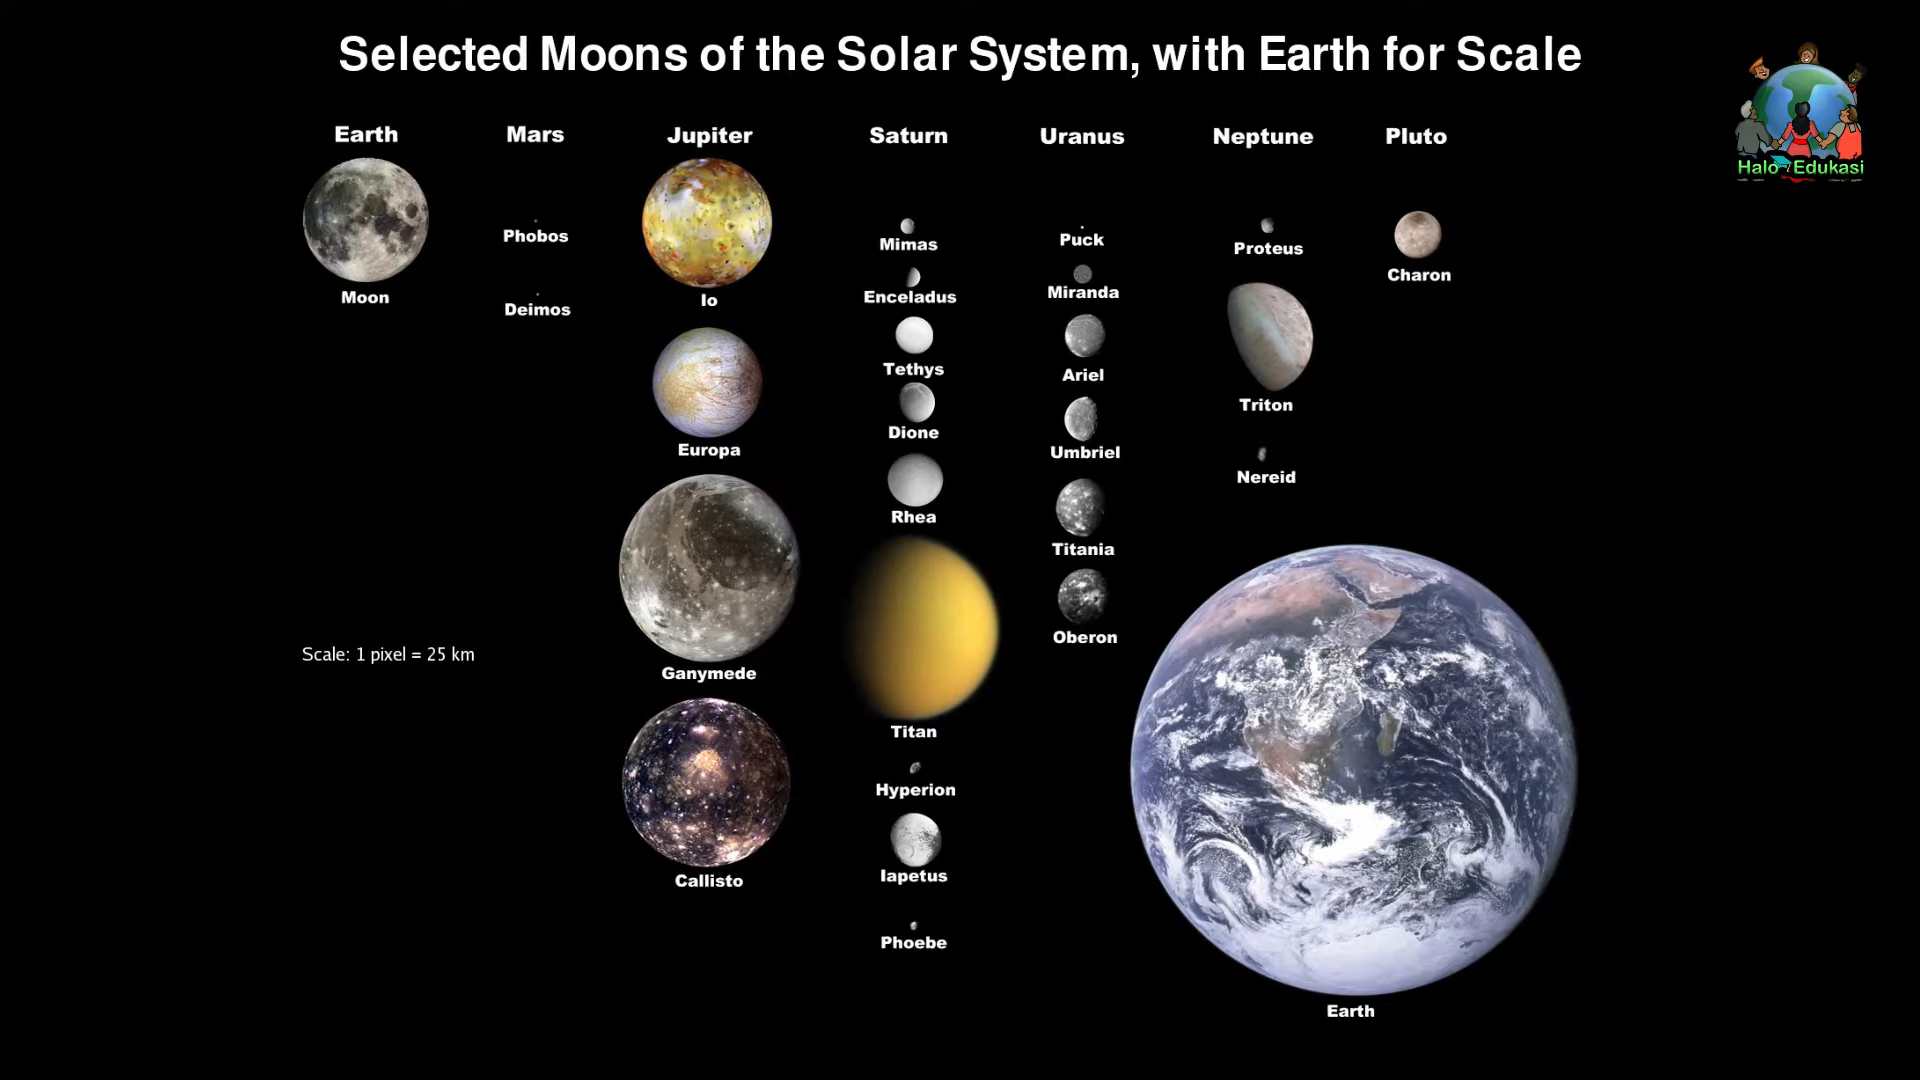 Selected Moons of the Solar System, with Earth for Scale
Halo Edukasi
Earth
Mars
Jupiter
Saturn
Uranus
Neptune
Pluto
Moon
Phobos
Deimos
Io
Europa
Ganymede
Callisto
Mimas
Enceladus
Tethys
Dione
Rhea
Titan
Hyperion
Iapetus
Phoebe
Puck
Miranda
Ariel
Umbriel
Titania
Oberon
Proteus
Triton
Nereid
Charon
Scale: 1 pixel = 25 km
Earth